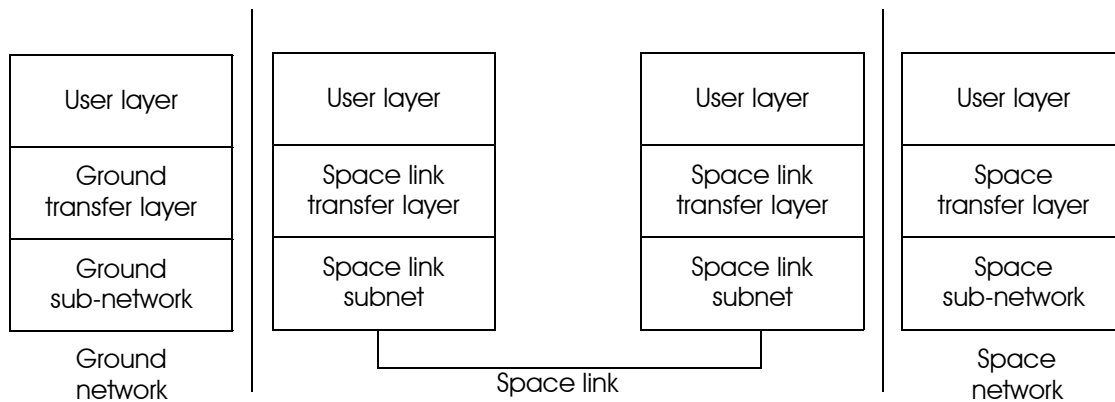 User layer
Ground
transfer layer
Ground
sub-network
Ground
network
User layer
Space link
transfer layer
Space link
subnet
User layer
Space link
transfer layer
Space link
subnet
Space link
User layer
Space
transfer layer
Space
sub-network
Space
network